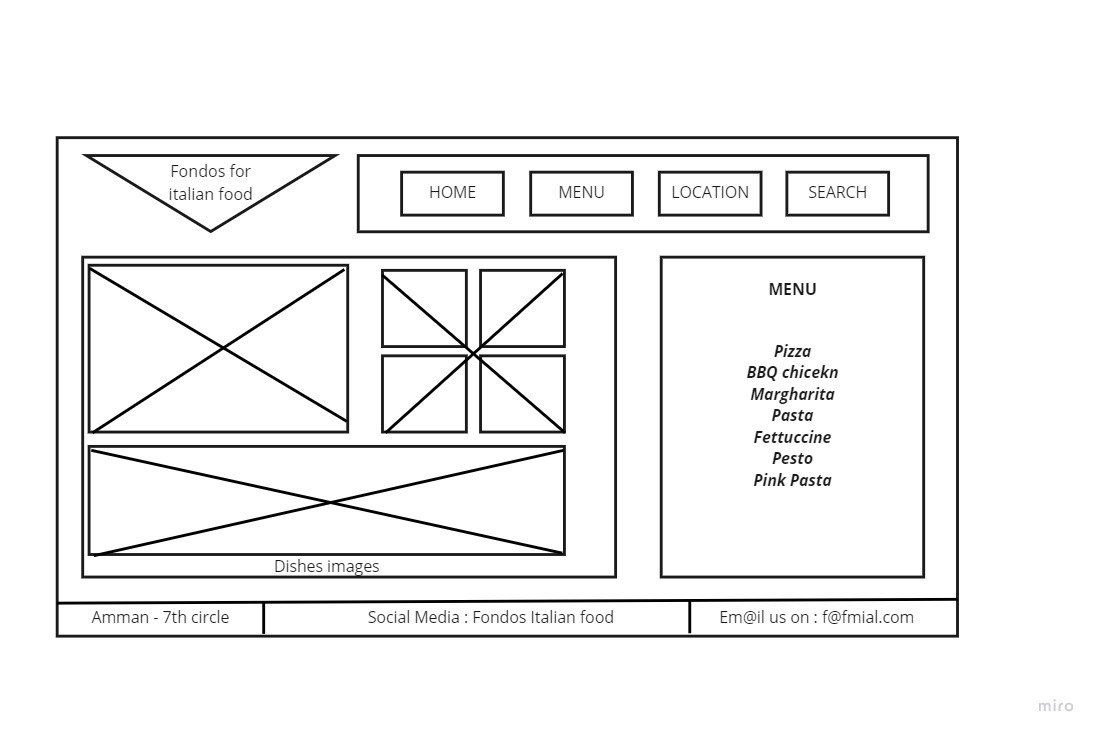 Fondos for
italian food
HOME
MENU
LOCATION
SEARCH
MENU
Pizza
BBQ chicekn
Margharita
Pasta
Fettuccine
Pesto
Pink Pasta
Dishes images
Amman - 7th circle
Social Media : Fondos Italian food
Em@il us on : f@fmial.com
miro